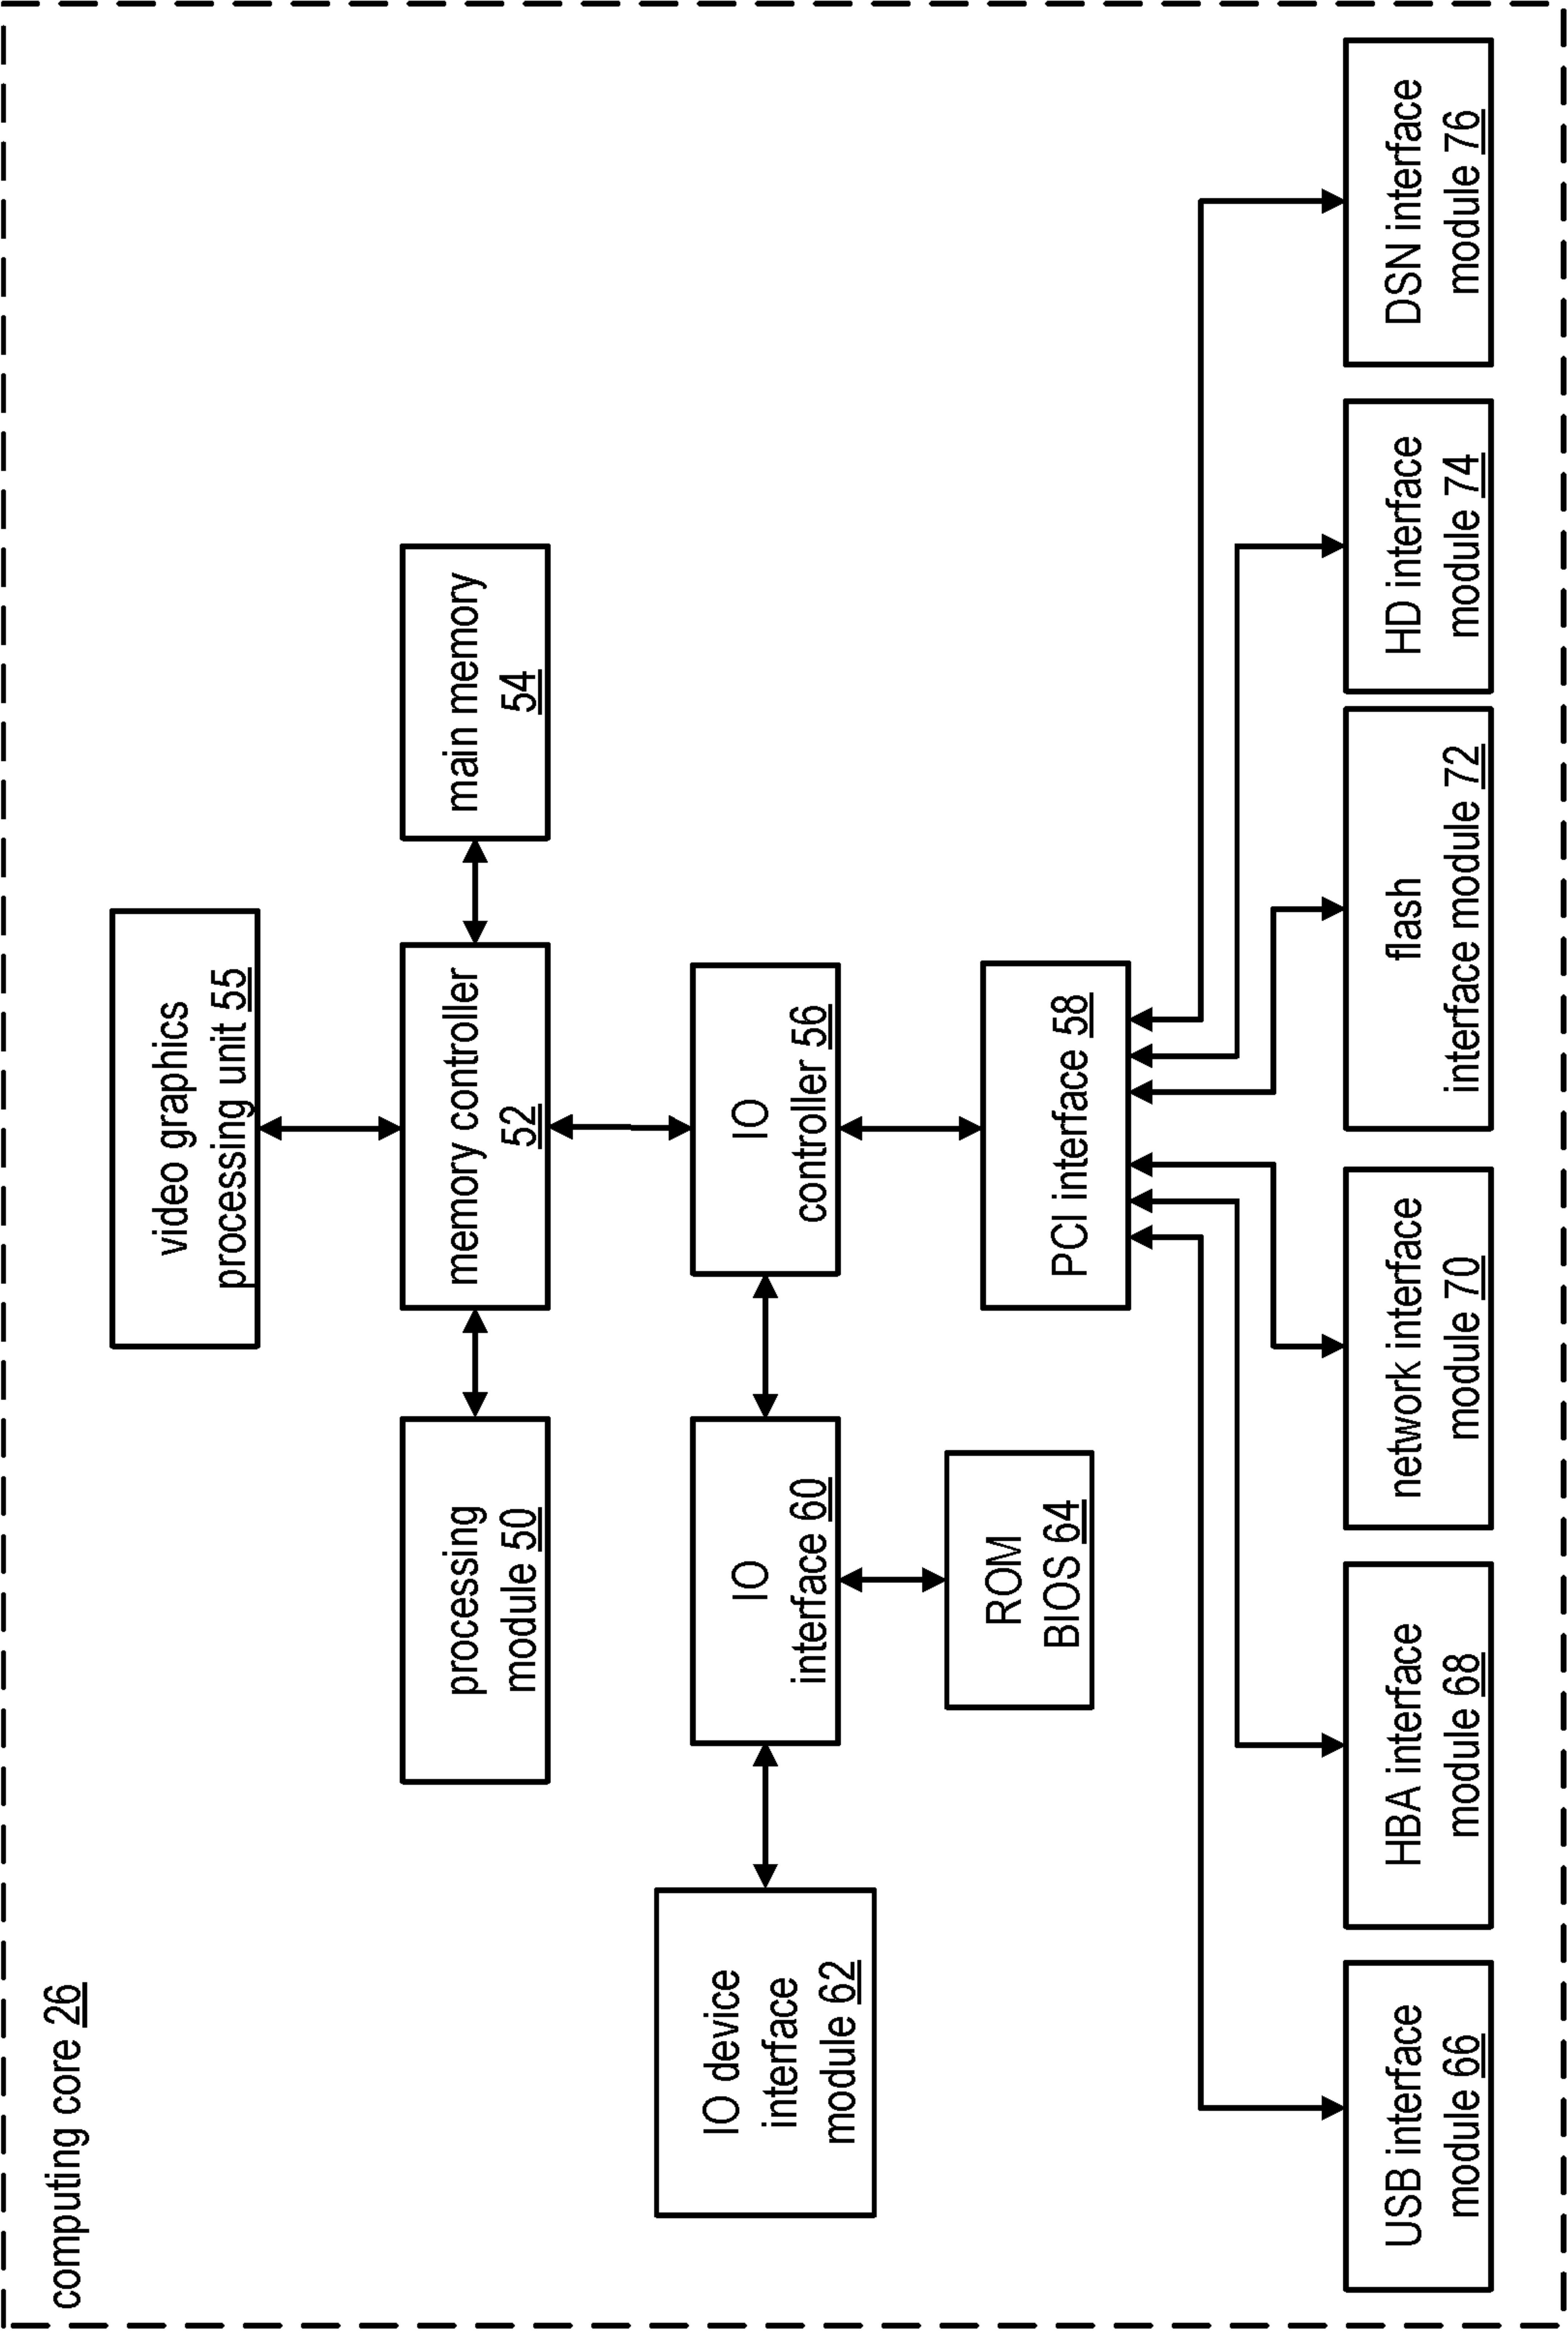 computing core 26
video graphics
processing unit 55
processing
module 50
memory controller
52
main memory
54
IO device
interface
module 62
IO
interface 60
IO
controller 56
ROM
BIOS 64
PCI interface 58
USB interface
module 66
HBA interface
module 68
network interface
module 70
flash
interface module 72
HD interface
module 74
DSN interface
module 76